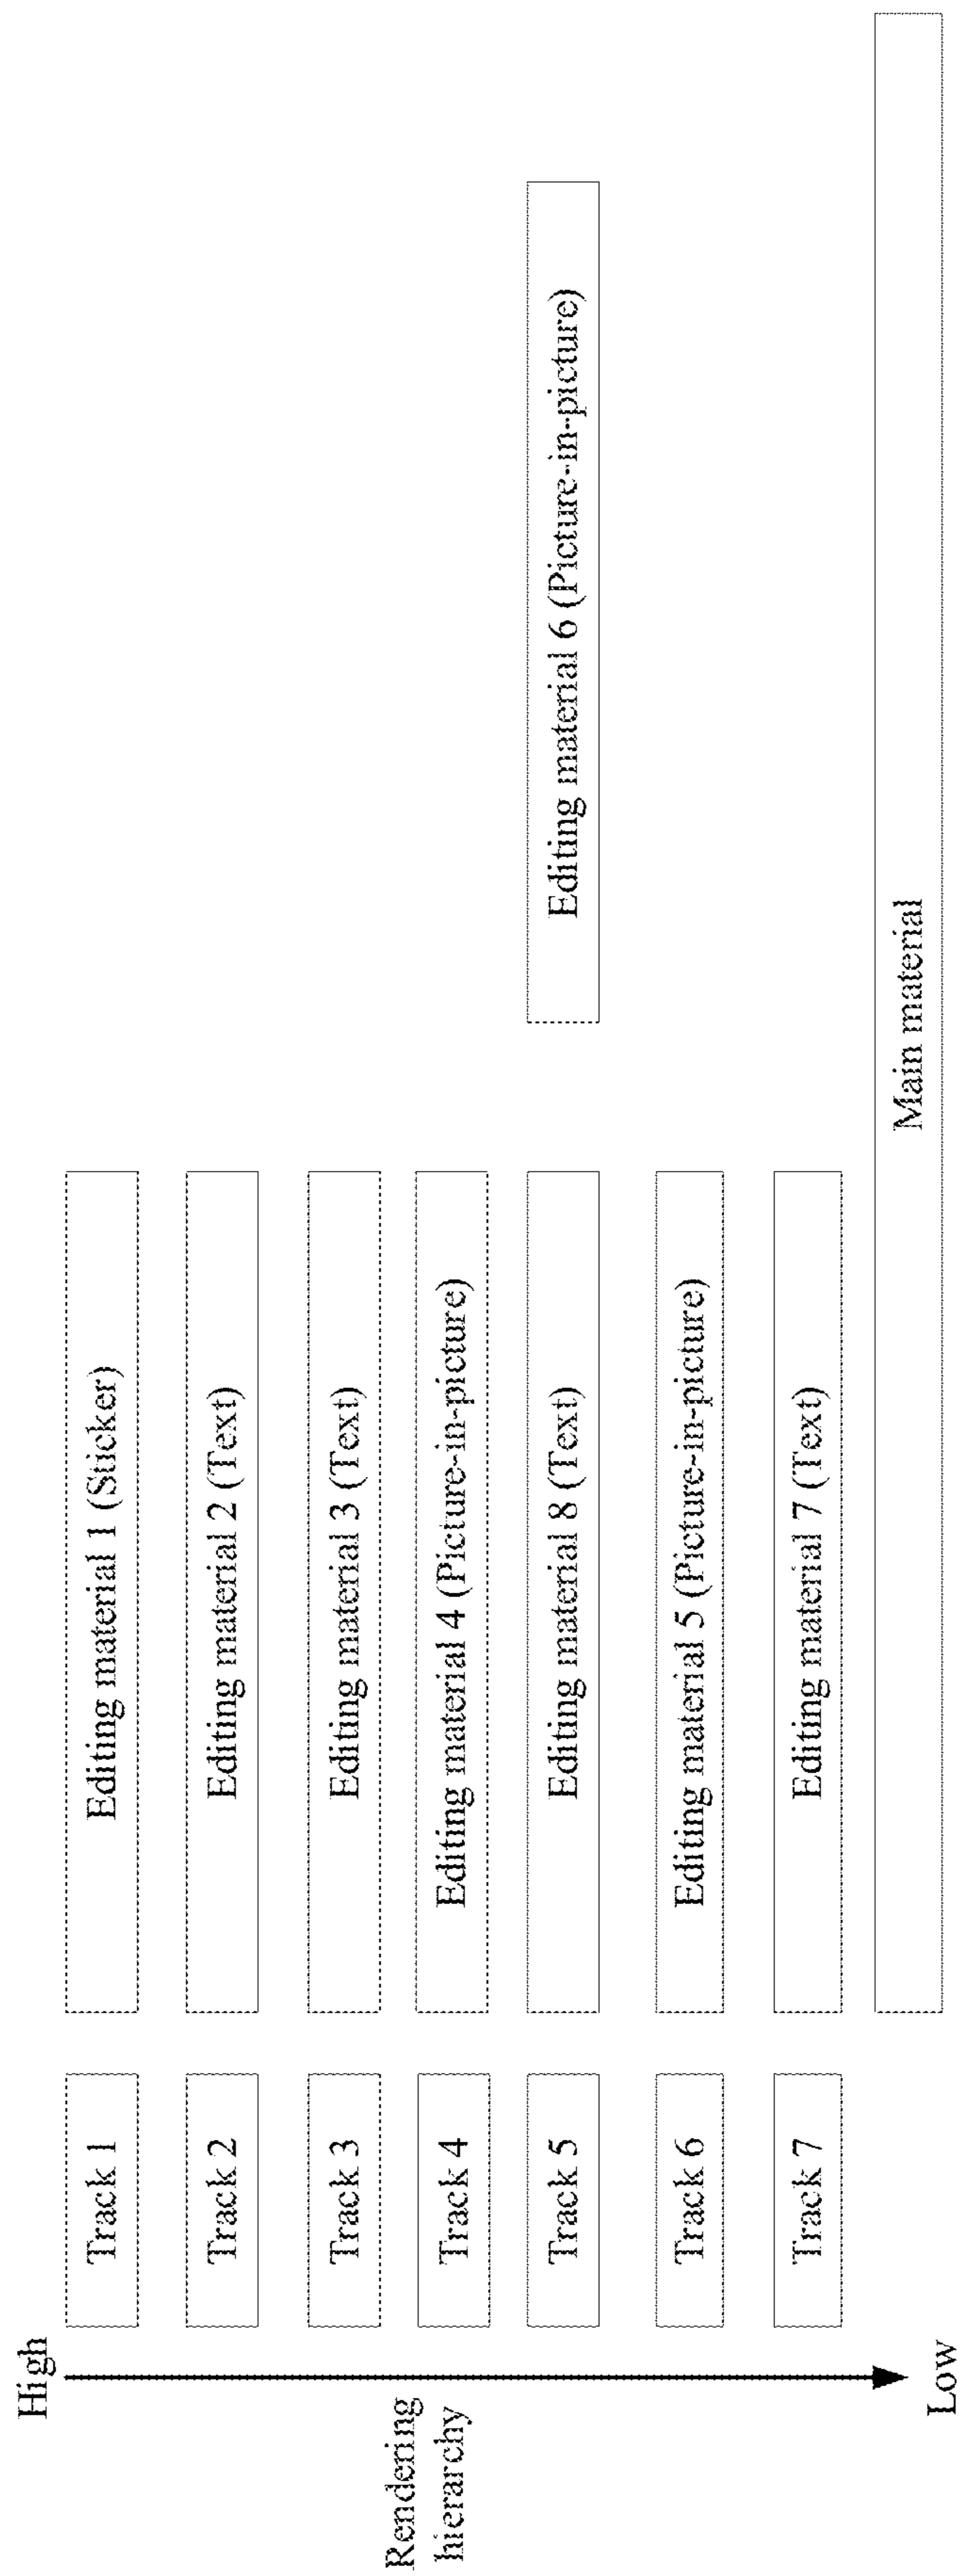 High
Track 1
Editing material 1 (Sticker)
Track 2
Editing material 2 (Text)
Track 3
Editing material 3 (Text)
Rendering
hierarchy
Track 4
Editing material 4 (Picture-in-picture)
Track 5
Editing material 8 (Text)
Editing material 6 (Picture-in-picture)
Track 6
Editing material 5 (Picture-in-picture)
Track 7
Editing material 7 (Text)
Main material
Low